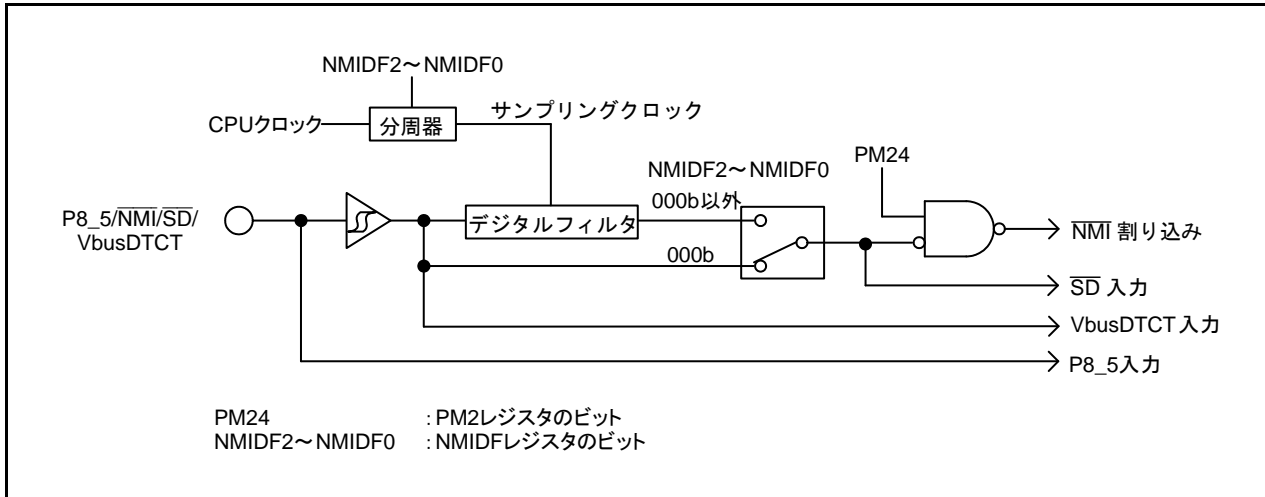 NMIDF2～NMIDF0
サンプリングクロック
CPUクロック
分周器
NMIDF2～NMIDF0
PM24
000b以外
P8_5/N̅M̅I̅/S̅D̅/
VbusDTCT
デジタルフィルタ
N̅M̅I̅ 割り込み
000b
S̅D̅ 入力
VbusDTCT入力
P8_5入力
PM24 : PM2レジスタのビット
NMIDF2～NMIDF0 : NMIDFレジスタのビット